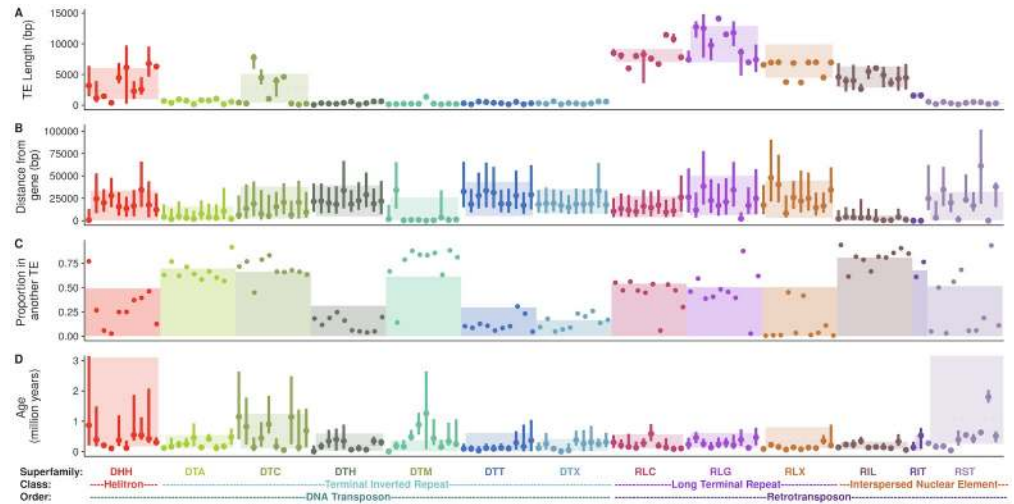 A
TE Length (bp)
15000
10000
5000
0
B
Distance from
gene (bp)
100000
75000
50000
25000
0
C
Proportion in
another TE
0.75
0.50
0.25
0.00
D
Age
(million years)
3
2
1
0
Superfamily: DHH DTA DTC DTH DTM DTT DTX RLC RLG RLX RIL RIT RST
Class: Helitron Terminal Inverted Repeat Long Terminal Repeat Interspersed Nuclear Element
Order: DNA Transposon Retrotransposon